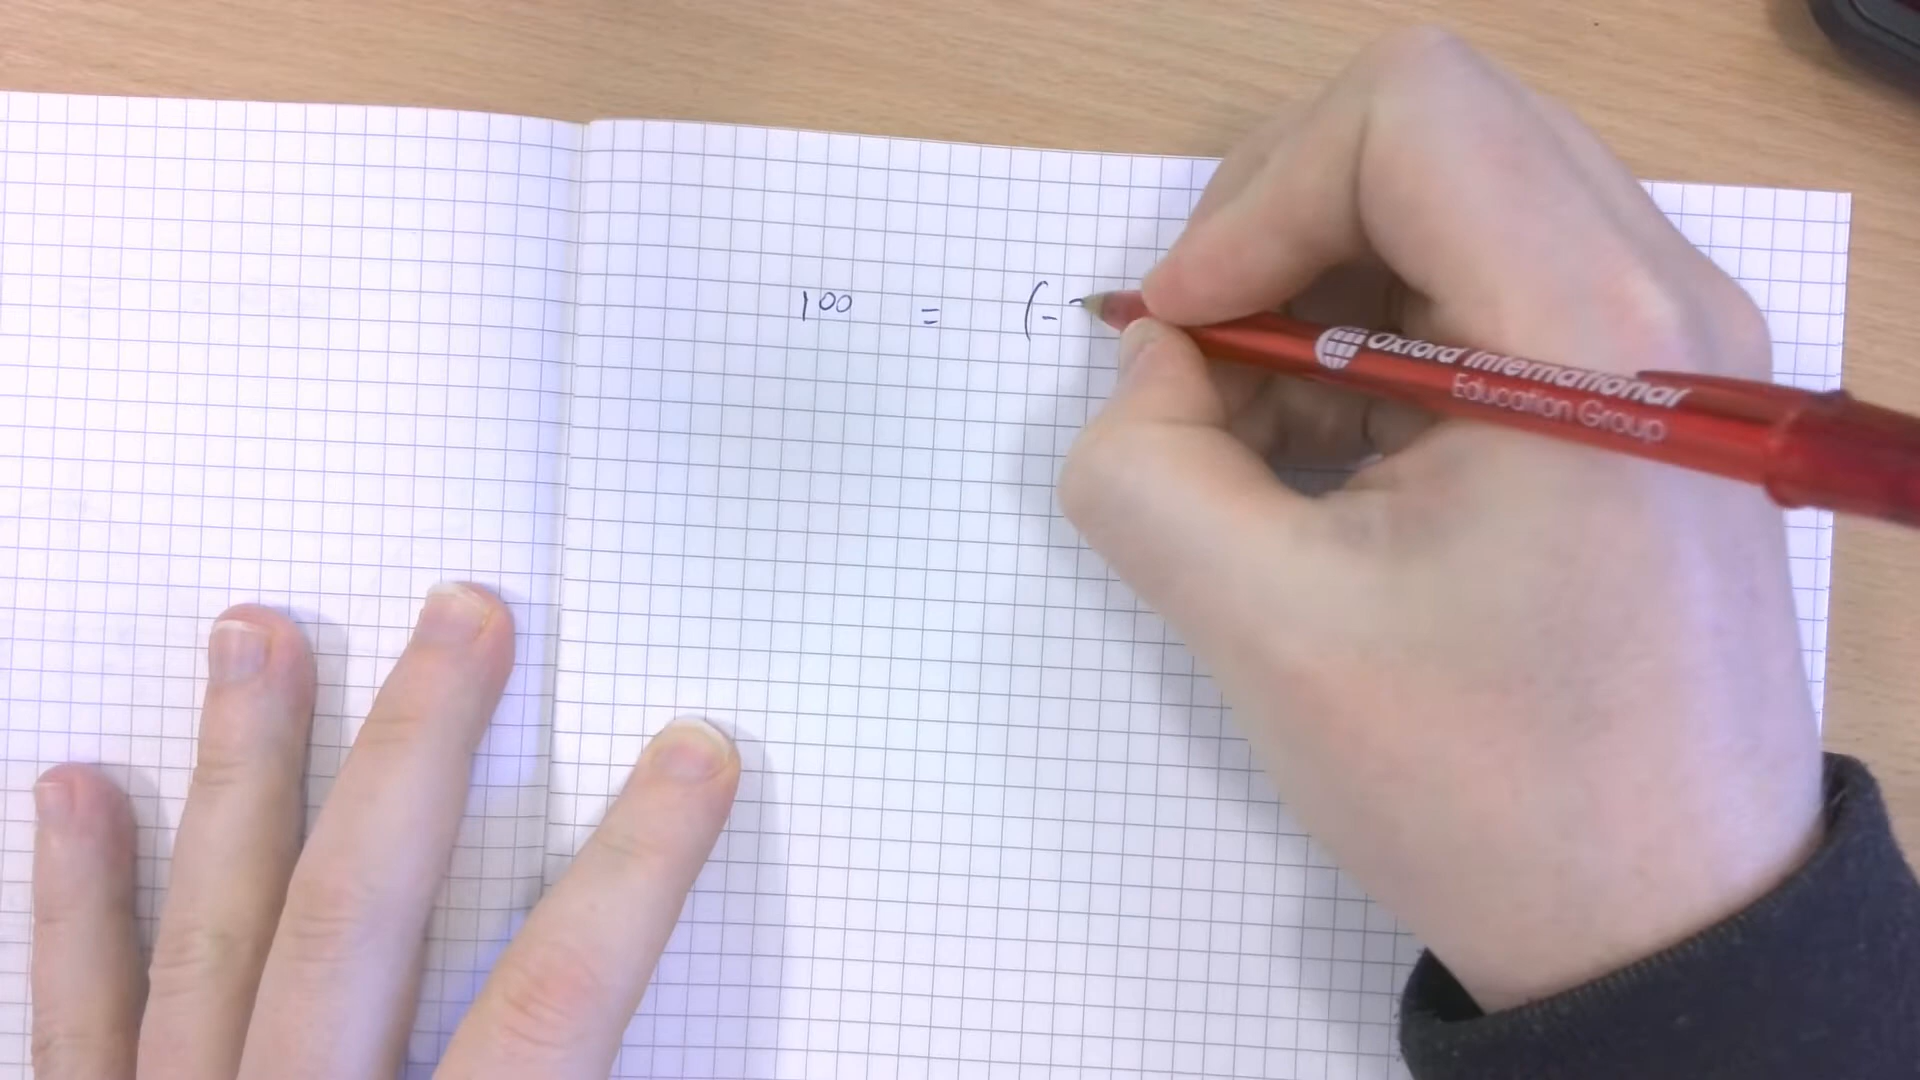 100 = (-
Oxford International
Education Group